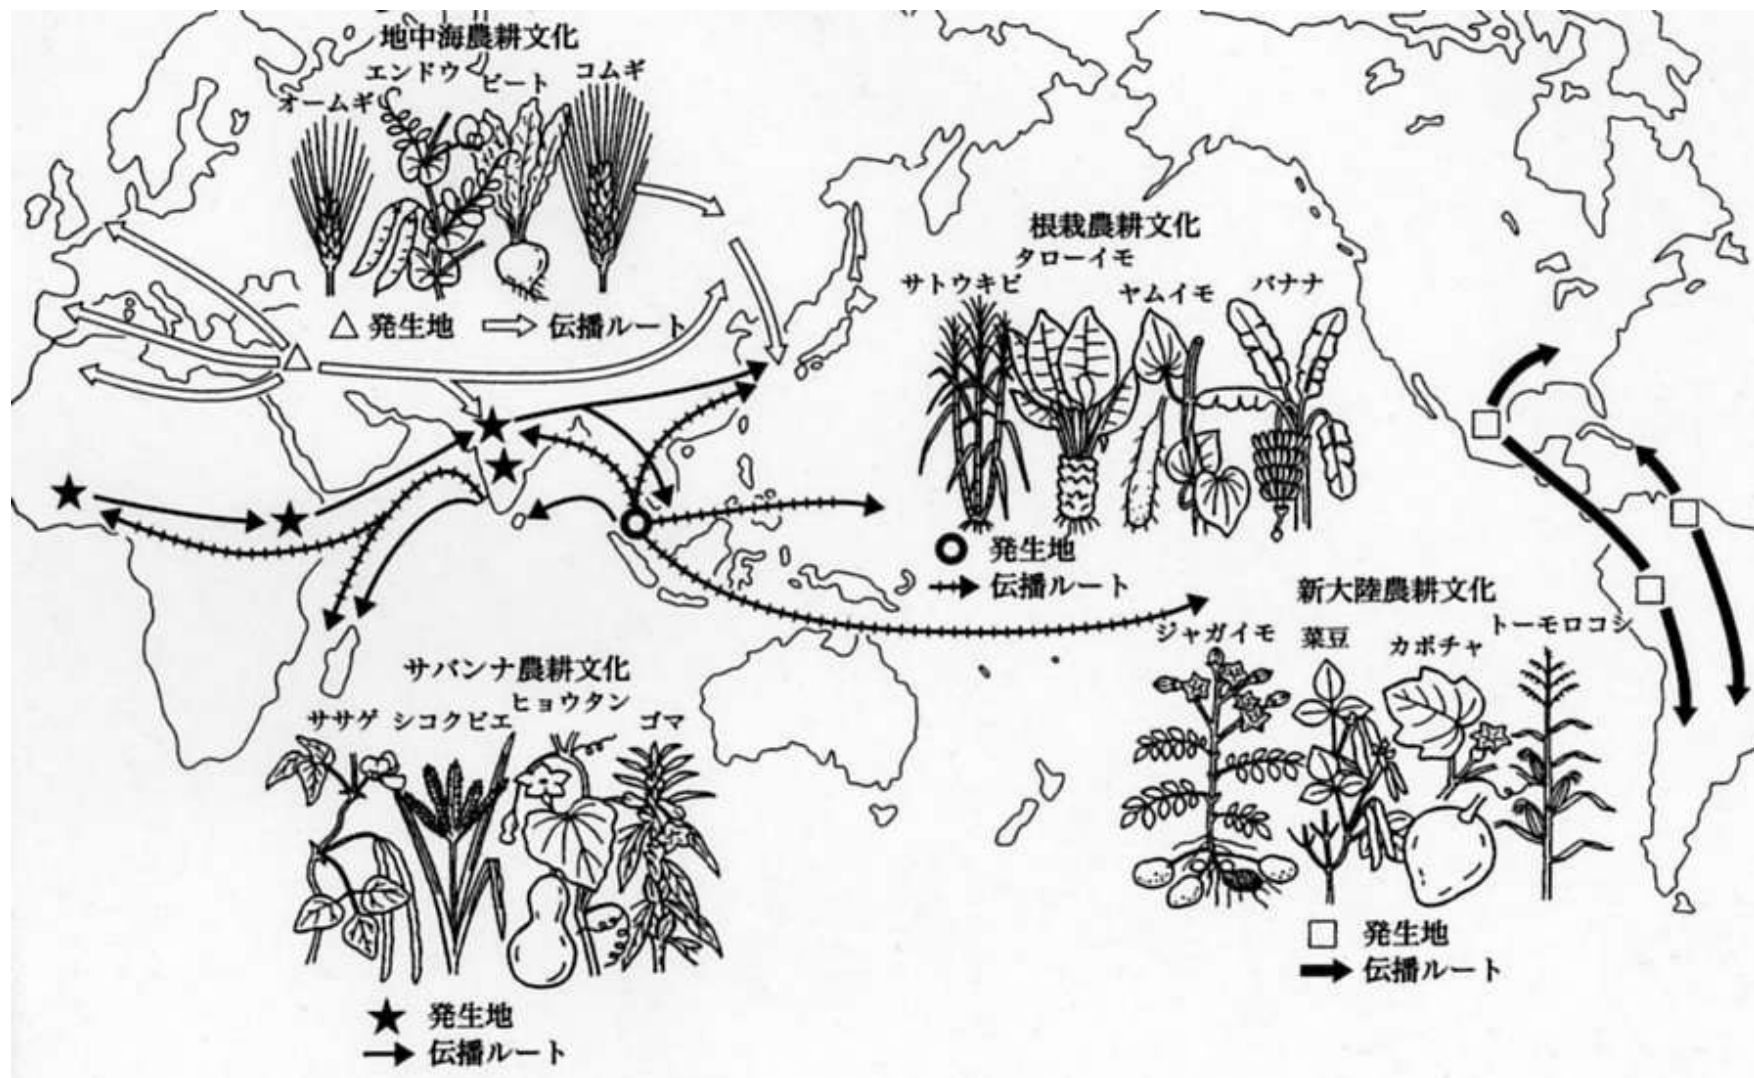 地中海農耕文化
エンドウ
ビート
コムギ
オームギ
発生地
伝播ルート
根栽農耕文化
タローイモ
サトウキビ
ヤムイモ
バナナ
発生地
伝播ルート
サバンナ農耕文化
ヒョウタン
ササゲ
シコクビエ
ゴマ
発生地
伝播ルート
新大陸農耕文化
ジャガイモ
菜豆
カボチャ
トーモロコシ
発生地
伝播ルート